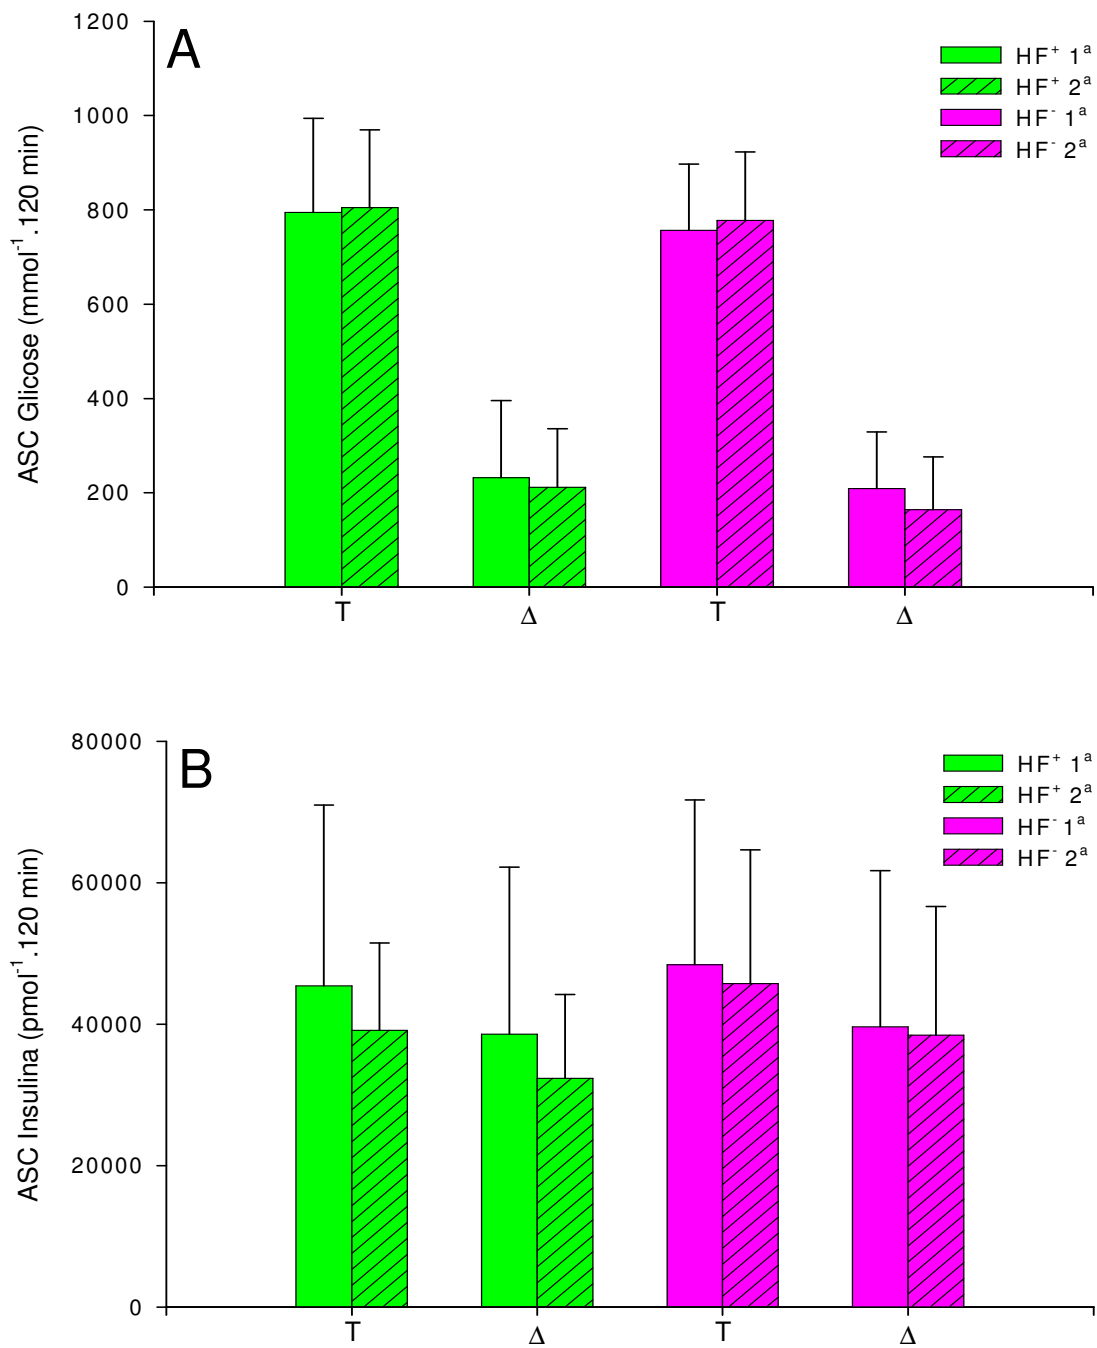 A
1200
1000
800
600
400
200
0
ASC Glicose (mmol⁻¹.120 min)
HF⁺ 1ª
HF⁺ 2ª
HF⁻ 1ª
HF⁻ 2ª
T Δ T Δ
B
80000
60000
40000
20000
0
ASC Insulina (pmol⁻¹.120 min)
HF⁺ 1ª
HF⁺ 2ª
HF⁻ 1ª
HF⁻ 2ª
T Δ T Δ